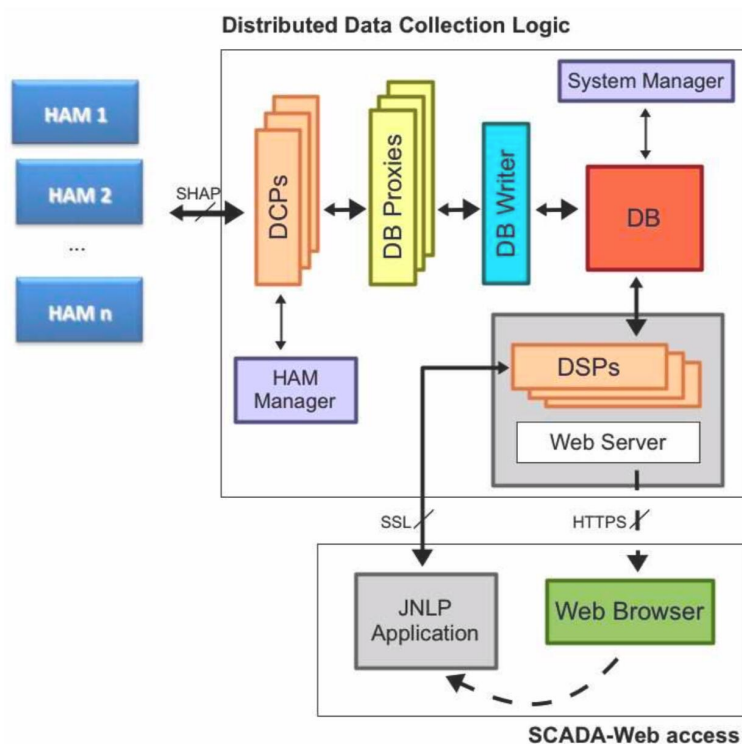 Distributed Data Collection Logic
HAM 1
HAM 2
...
HAM n
SHAP
DCPs
DB Proxies
DB Writer
System Manager
DB
HAM
Manager
DSPs
Web Server
SSL
HTTPS
JNLP
Application
Web Browser
SCADA-Web access